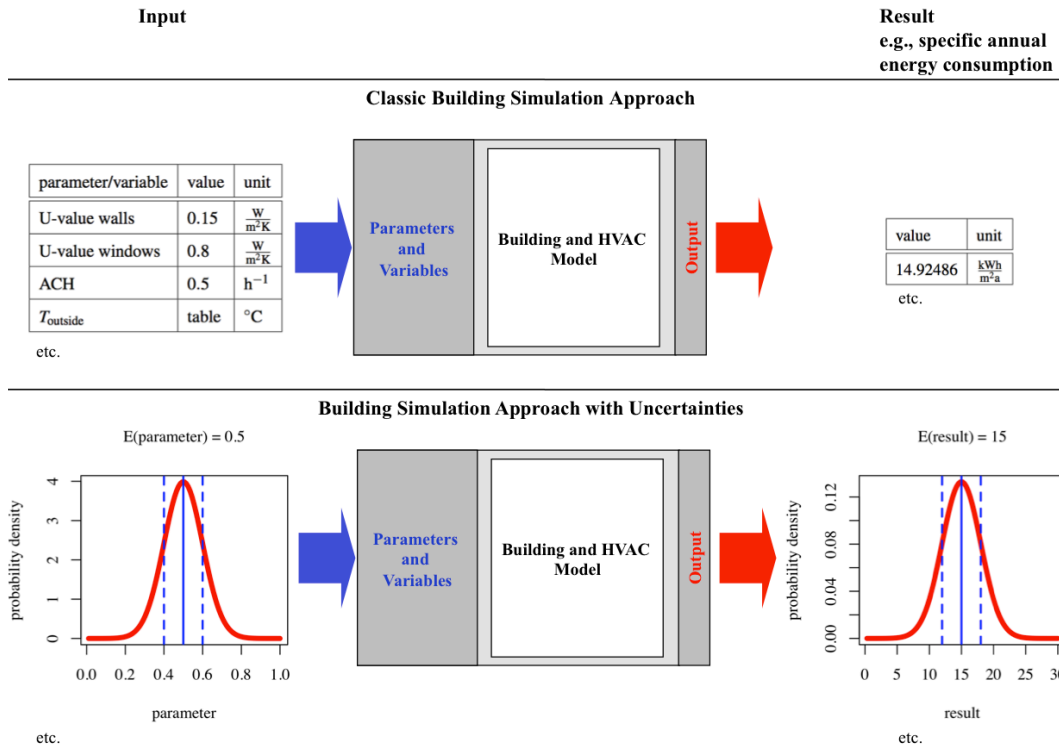 Input
Result
e.g., specific annual
energy consumption
Classic Building Simulation Approach
parameter/variable value unit
U-value walls 0.15 W/m²K
U-value windows 0.8 W/m²K
ACH 0.5 h⁻¹
T_outside table °C
etc.
Parameters
and
Variables
Building and HVAC
Model
Output
value unit
14.92486 kWh/m²a
etc.
Building Simulation Approach with Uncertainties
E(parameter) = 0.5
probability density
4
3
2
1
0
0.0 0.2 0.4 0.6 0.8 1.0
parameter
etc.
Parameters
and
Variables
Building and HVAC
Model
Output
E(result) = 15
probability density
0.12
0.08
0.04
0.00
0 5 10 15 20 25 30
result
etc.